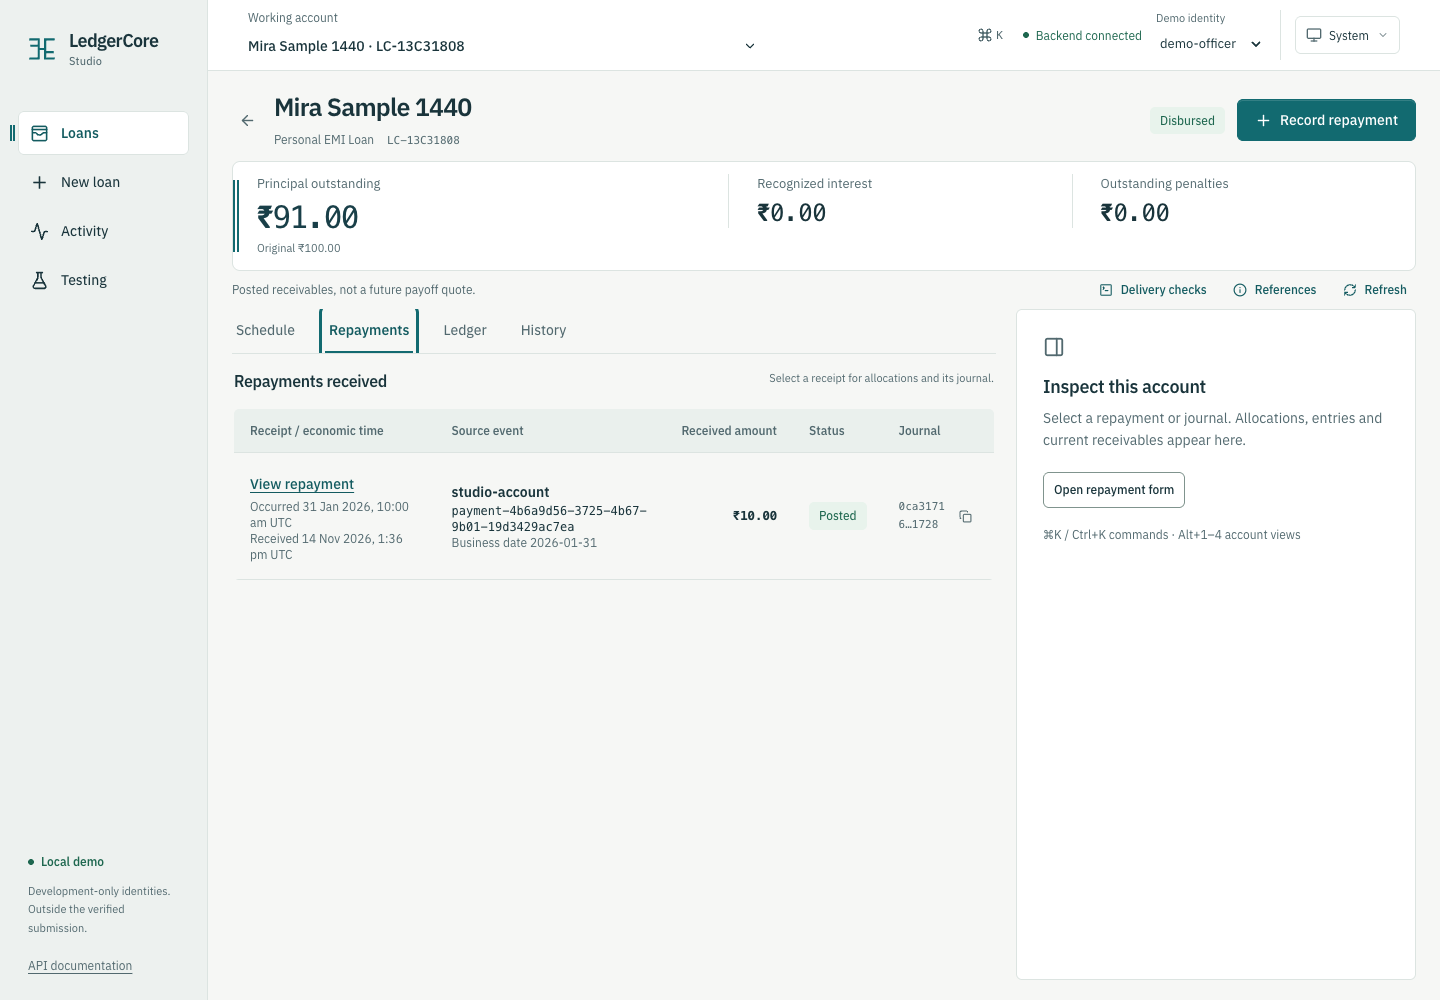 LedgerCore
Studio
Loans
New loan
Activity
Testing
Local demo
Development-only identities.
Outside the verified
submission.
API documentation
Working account
Mira Sample 1440 · LC-13C31808
⌘ K
Backend connected
Demo identity
demo-officer
System
Mira Sample 1440
Personal EMI Loan LC-13C31808
Disbursed
Record repayment
Principal outstanding
₹91.00
Original ₹100.00
Recognized interest
₹0.00
Outstanding penalties
₹0.00
Posted receivables, not a future payoff quote.
Delivery checks
References
Refresh
Schedule
Repayments
Ledger
History
Repayments received
Select a receipt for allocations and its journal.
Receipt / economic time
Source event
Received amount
Status
Journal
View repayment
Occurred 31 Jan 2026, 10:00
am UTC
Received 14 Nov 2026, 1:36
pm UTC
studio-account
payment-4b6a9d56-3725-4b67-
9b01-19d3429ac7ea
Business date 2026-01-31
₹10.00
Posted
0ca3171
6…1728
Inspect this account
Select a repayment or journal. Allocations, entries and
current receivables appear here.
Open repayment form
⌘K / Ctrl+K commands · Alt+1–4 account views